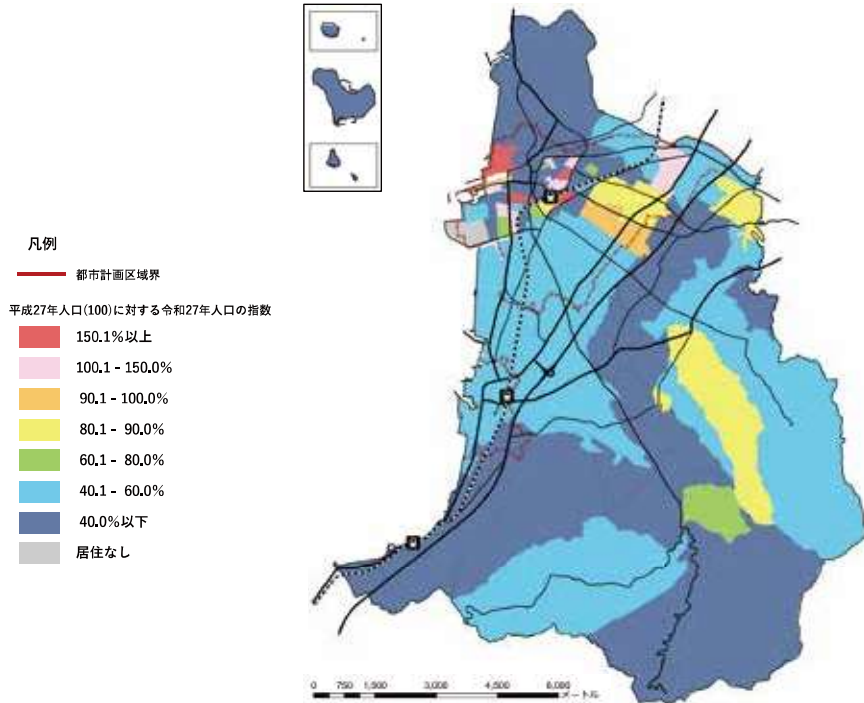 凡例
都市計画区域界
平成27年人口(100)に対する令和27年人口の指数
150.1%以上
100.1 - 150.0%
90.1 - 100.0%
80.1 - 90.0%
60.1 - 80.0%
40.1 - 60.0%
40.0%以下
居住なし
0 750 1,500 3,000 4,500 6,000
メートル